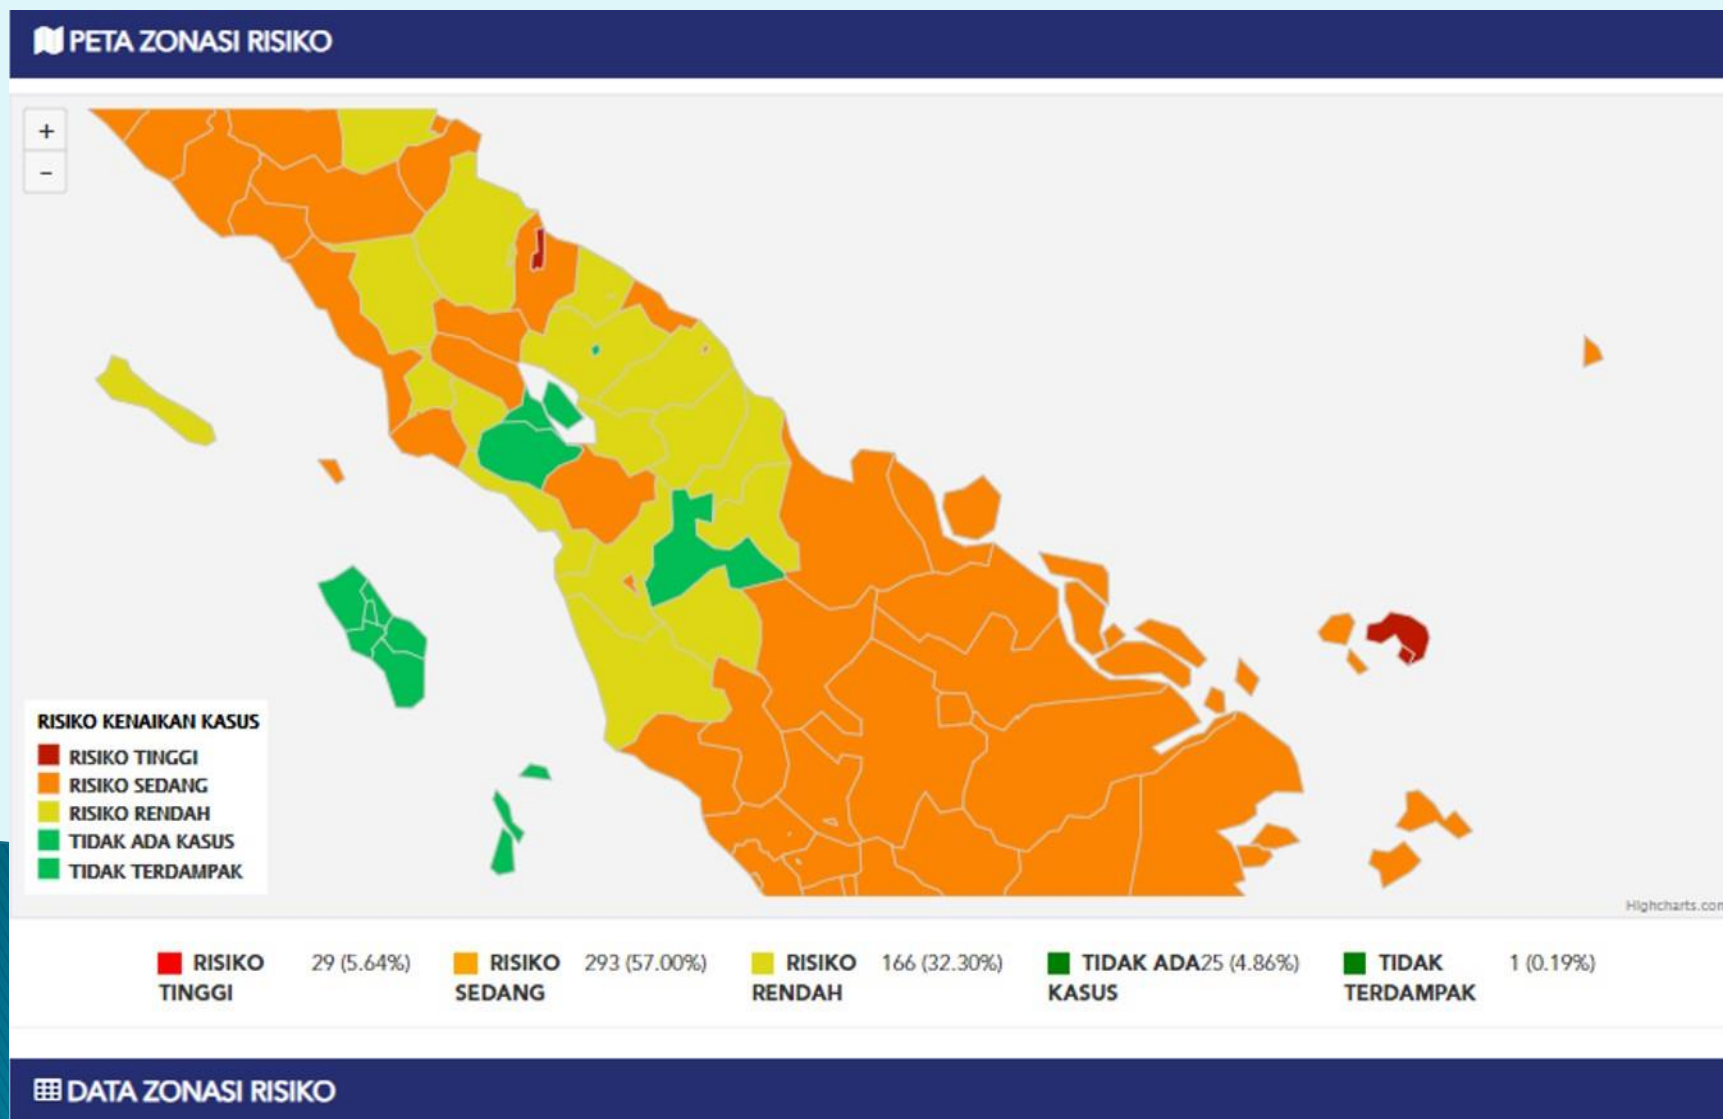 PETA ZONASI RISIKO
+
-
RISIKO KENAIKAN KASUS
RISIKO TINGGI
RISIKO SEDANG
RISIKO RENDAH
TIDAK ADA KASUS
TIDAK TERDAMPAK
Highcharts.com
RISIKO TINGGI 29 (5.64%)
RISIKO SEDANG 293 (57.00%)
RISIKO RENDAH 166 (32.30%)
TIDAK ADA KASUS 25 (4.86%)
TIDAK TERDAMPAK 1 (0.19%)
DATA ZONASI RISIKO